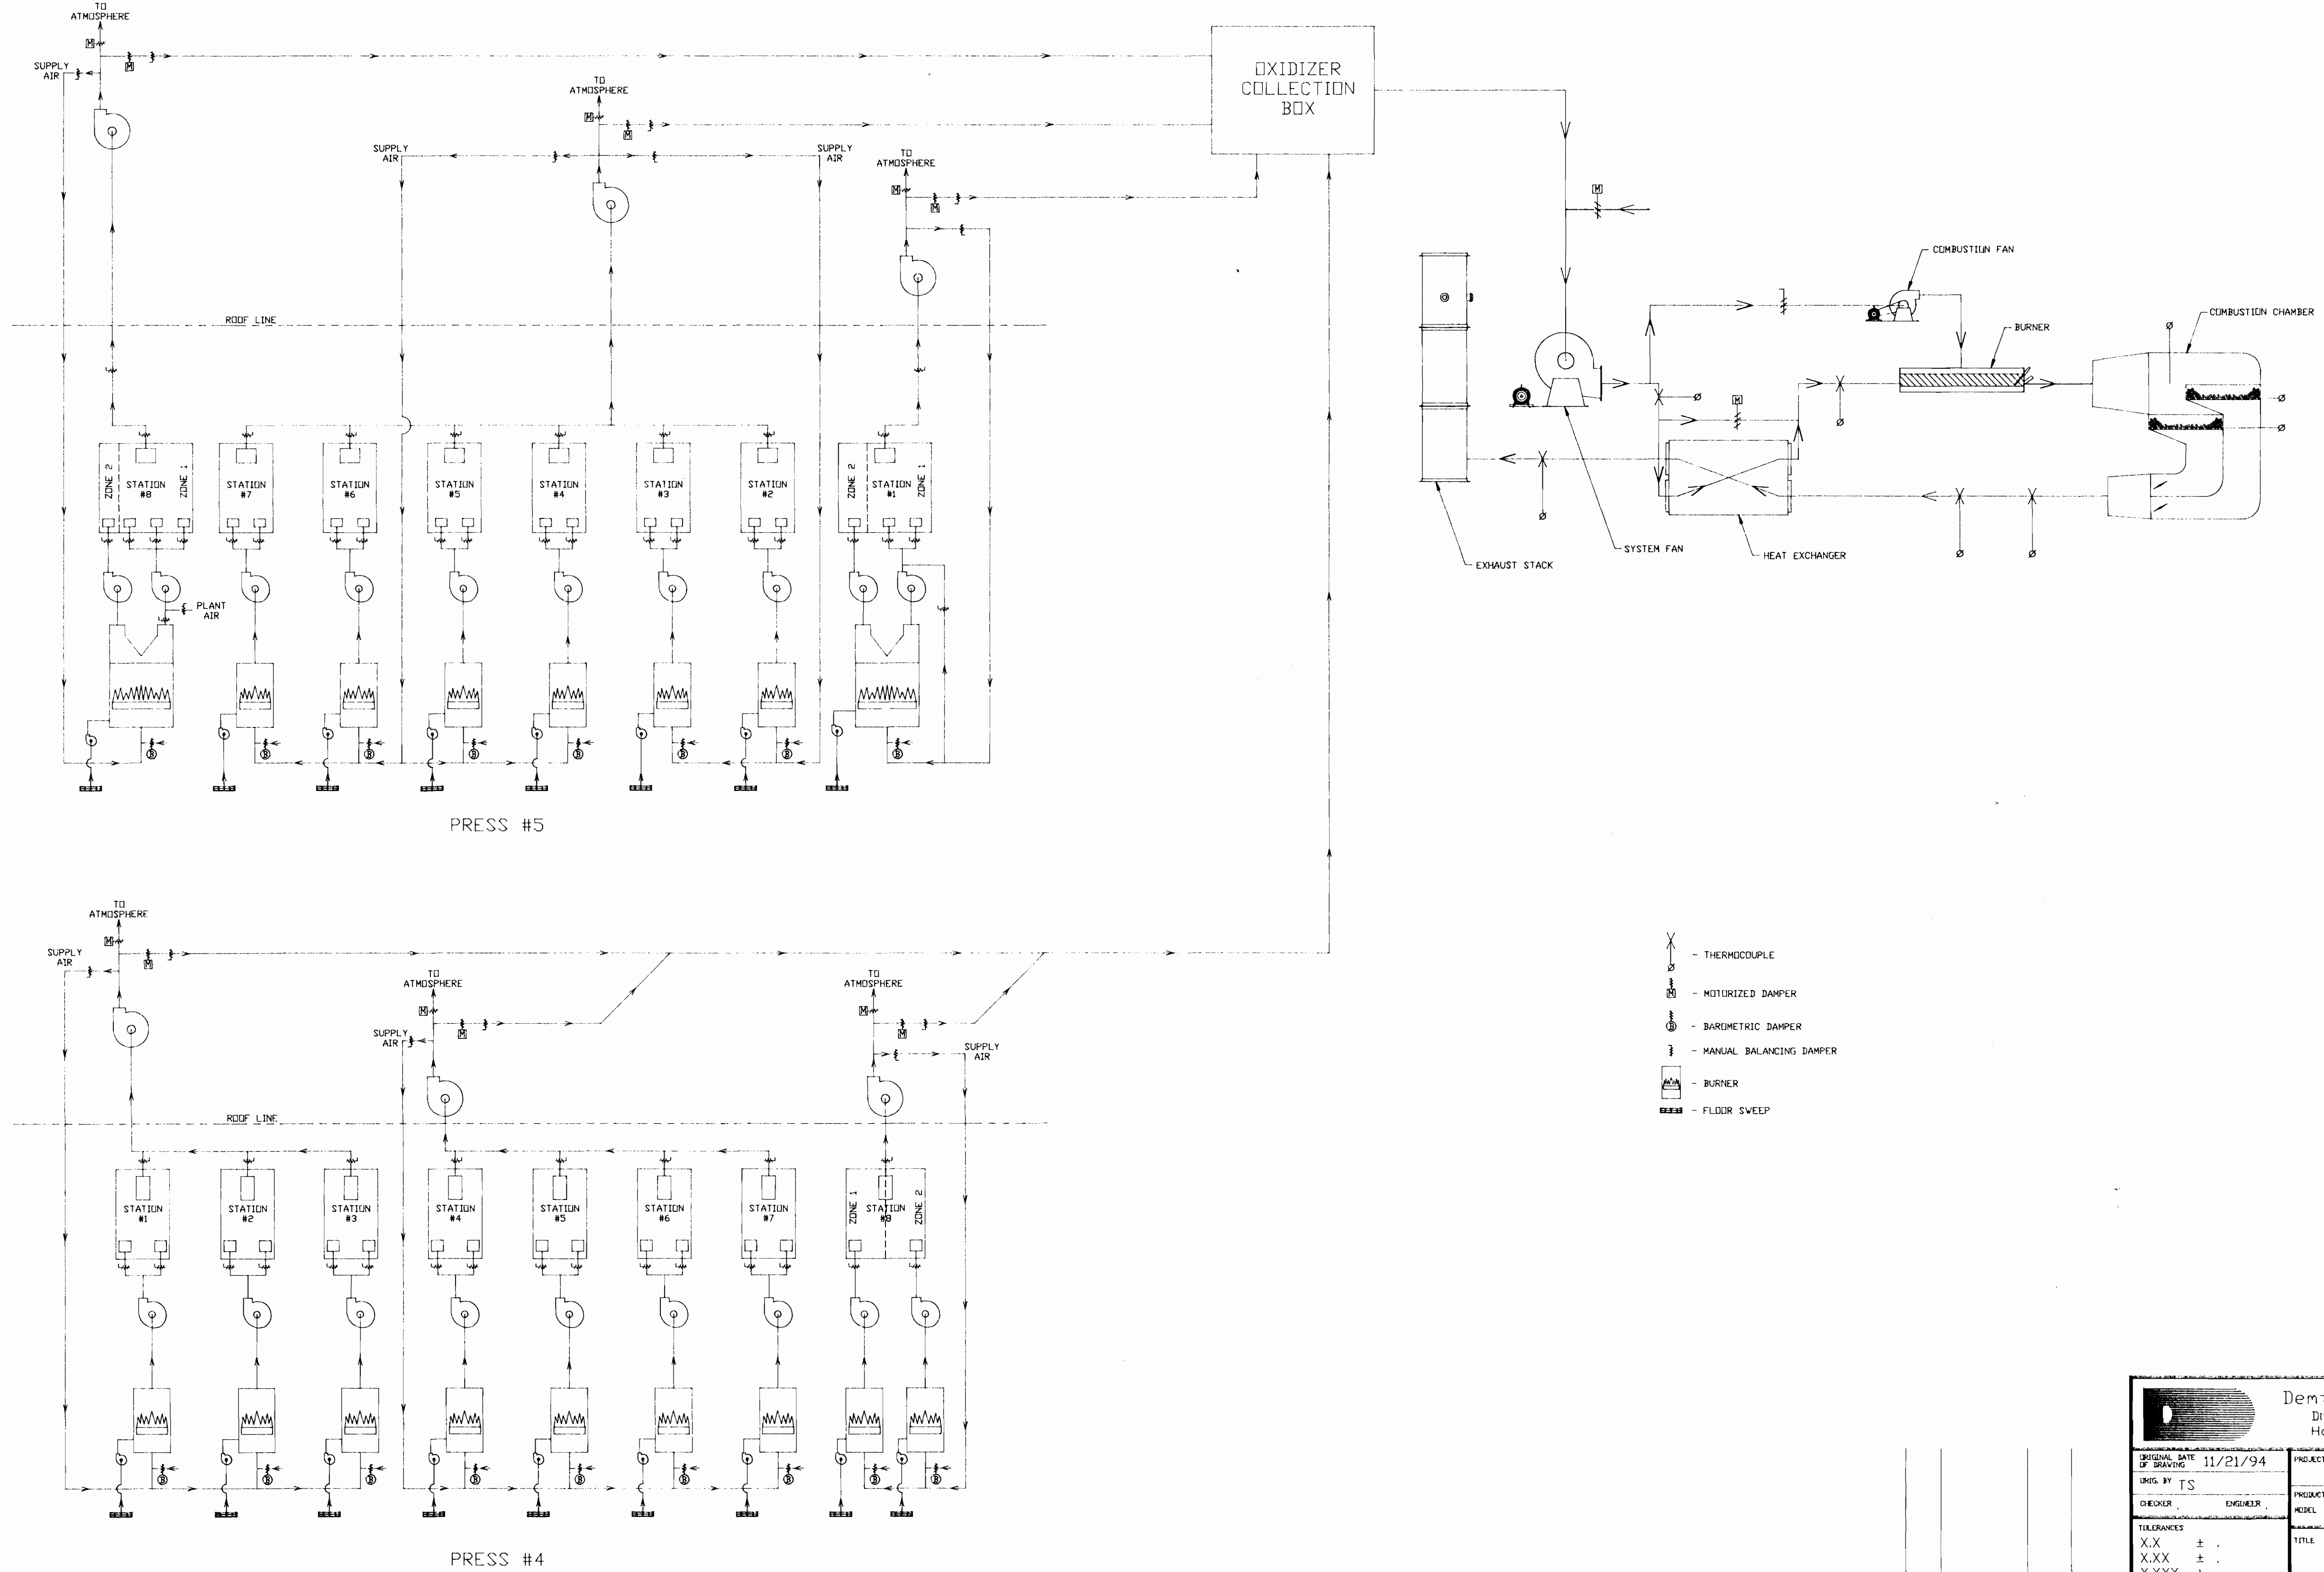 TO
ATMOSPHERE
M
SUPPLY
AIR
M
TO
ATMOSPHERE
M
M
SUPPLY
AIR
SUPPLY
AIR
TO
ATMOSPHERE
M
M
OXIDIZER
COLLECTION
BOX
M
COMBUSTION FAN
COMBUSTION CHAMBER
BURNER
M
SYSTEM FAN
HEAT EXCHANGER
EXHAUST STACK
ROOF LINE
ZONE 2
STATION
#8
ZONE 1
STATION
#7
STATION
#6
STATION
#5
STATION
#4
STATION
#3
STATION
#2
ZONE 2
STATION
#1
ZONE 1
PLANT
AIR
B
B
B
B
B
B
B
B
PRESS #5
TO
ATMOSPHERE
M
SUPPLY
AIR
M
TO
ATMOSPHERE
M
M
SUPPLY
AIR
TO
ATMOSPHERE
M
M
SUPPLY
AIR
ROOF LINE
STATION
#1
STATION
#2
STATION
#3
STATION
#4
STATION
#5
STATION
#6
STATION
#7
ZONE 1
STATION
#8
ZONE 2
B
B
B
B
B
B
B
B
B
PRESS #4
- THERMOCOUPLE
M - MOTORIZED DAMPER
B - BAROMETRIC DAMPER
- MANUAL BALANCING DAMPER
- BURNER
- FLOOR SWEEP
ORIGINAL DATE
OF DRAWING 11/21/94
ORIG. BY TS
CHECKER ENGINEER
TOLERANCES
X.X ± .
X.XX ± .
PROJECT
PRODUCT
MODEL
TITLE